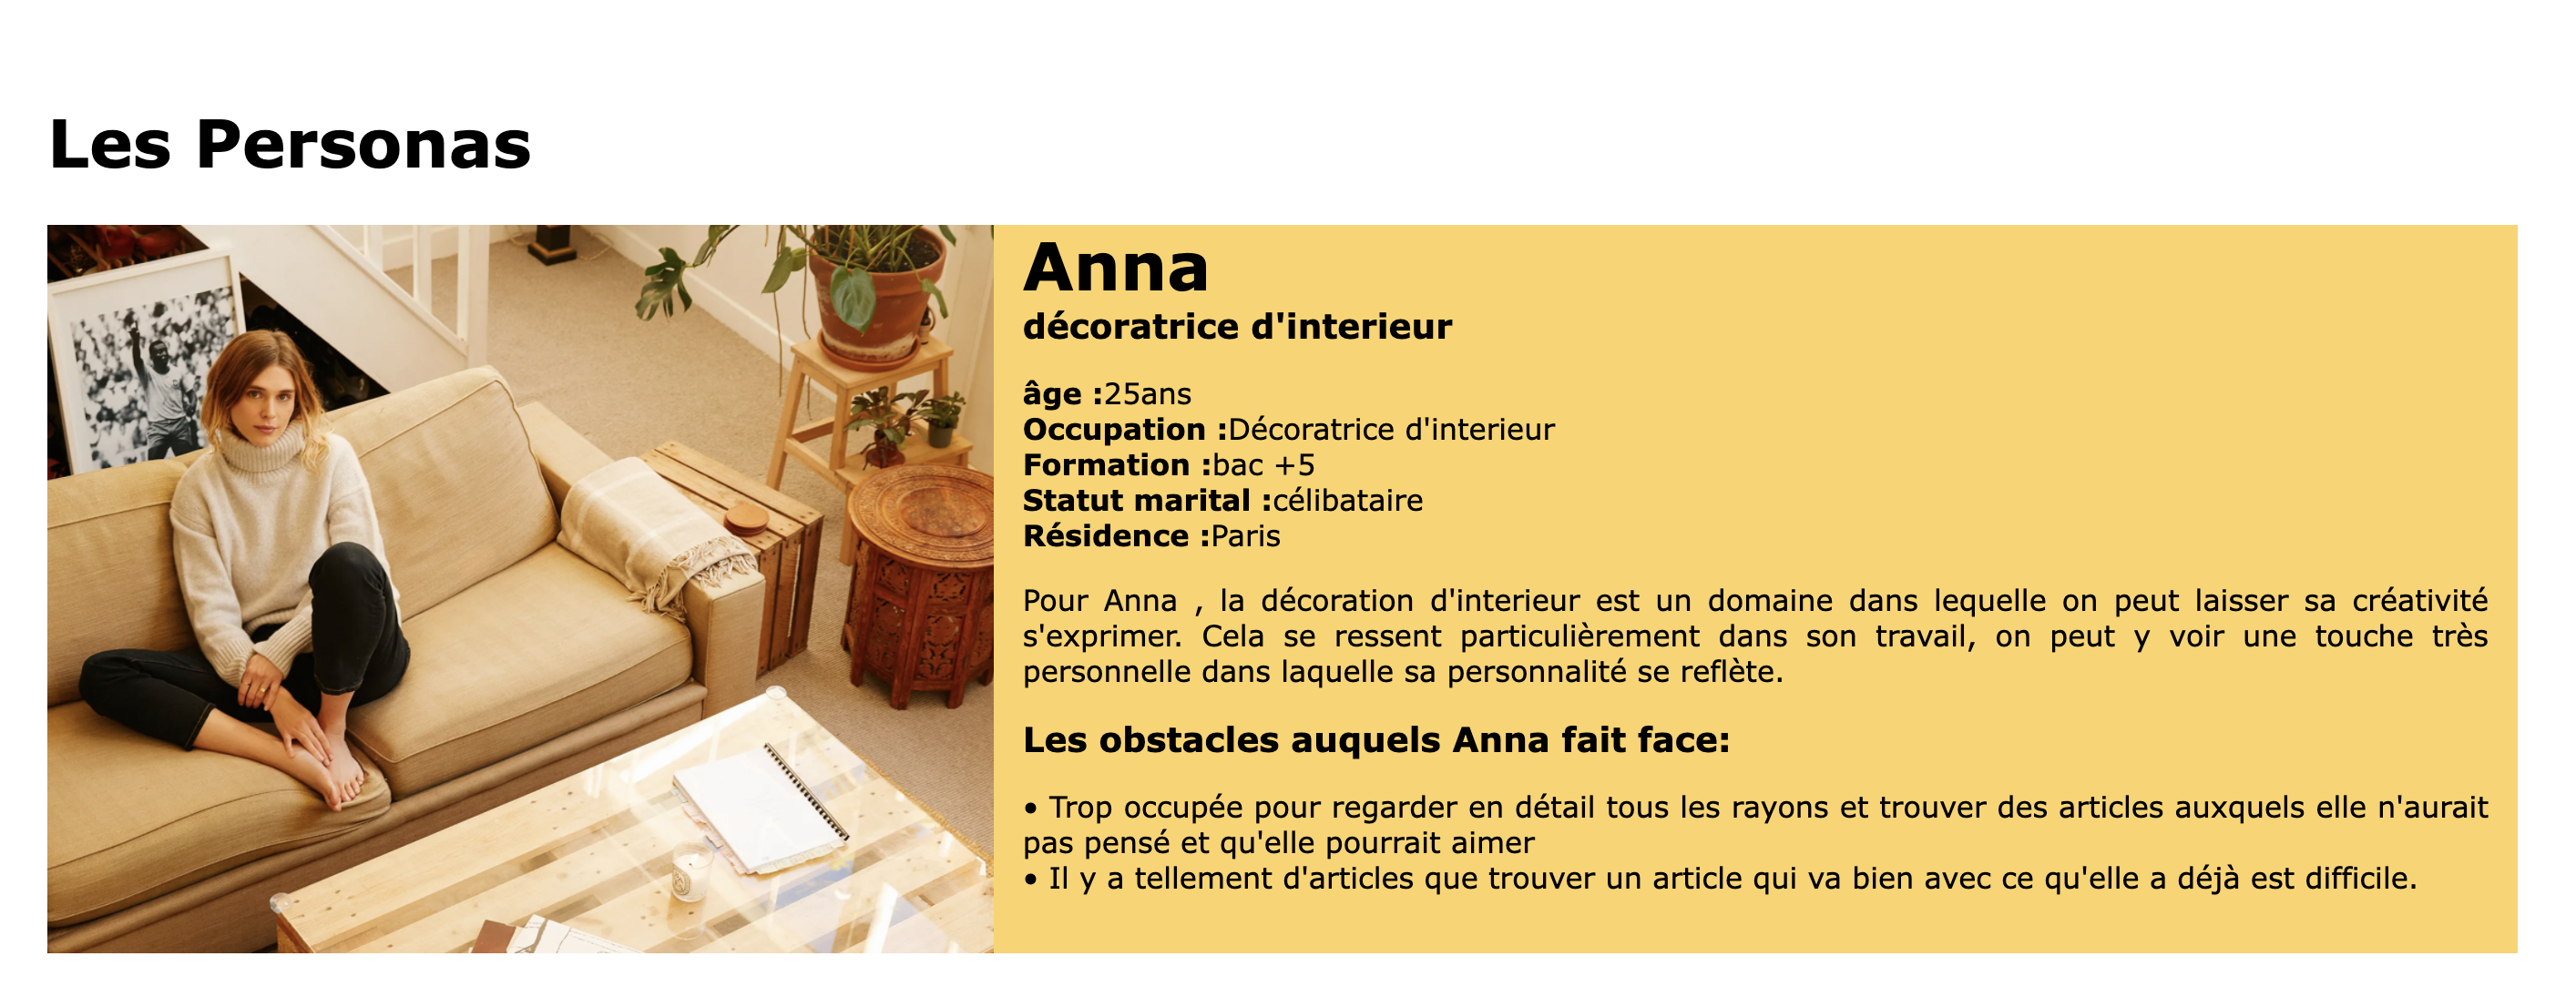 Les Personas
Anna
décoratrice d'interieur
âge :25ans
Occupation :Décoratrice d'interieur
Formation :bac +5
Statut marital :célibataire
Résidence :Paris
Pour Anna , la décoration d'interieur est un domaine dans lequelle on peut laisser sa créativité
s'exprimer. Cela se ressent particulièrement dans son travail, on peut y voir une touche très
personnelle dans laquelle sa personnalité se reflète.
Les obstacles auquels Anna fait face:
• Trop occupée pour regarder en détail tous les rayons et trouver des articles auxquels elle n'aurait
pas pensé et qu'elle pourrait aimer
• Il y a tellement d'articles que trouver un article qui va bien avec ce qu'elle a déjà est difficile.